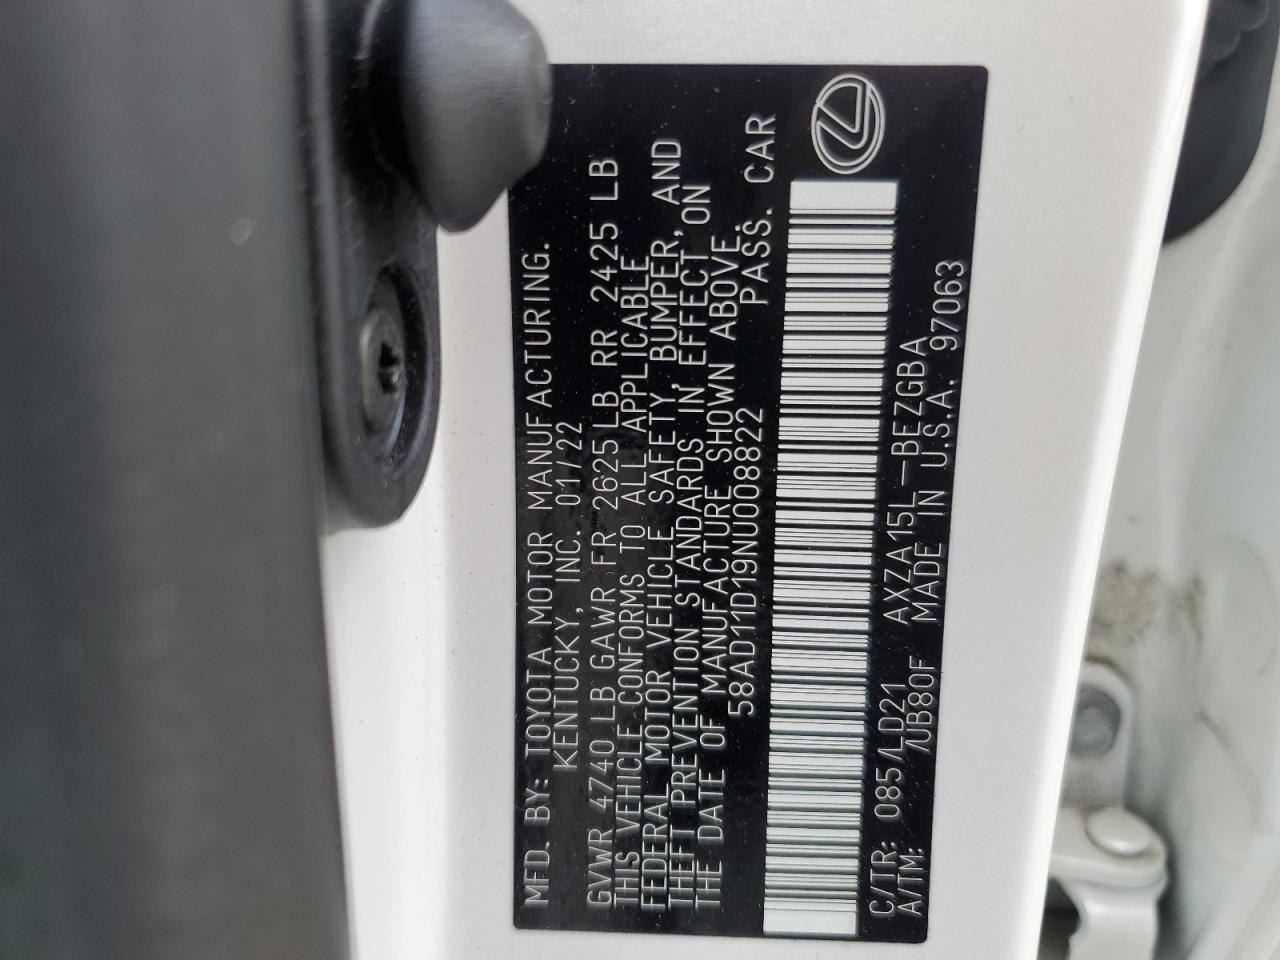 MFD. BY: TOYOTA MOTOR MANUFACTURING.
KENTUCKY, INC. 01/22
GVWR 4740 LB GAWR FR 2625 LB RR 2425 LB
THIS VEHICLE CONFORMS TO ALL APPLICABLE
FEDERAL MOTOR VEHICLE SAFETY, BUMPER, AND
THEFT PREVENTION STANDARDS IN EFFECT ON
THE DATE OF MANUFACTURE SHOWN ABOVE.
58AD11D19NU008822 PASS. CAR
C/TR: 085/LD21 AXZA15L-BEZGBA
A/TM: /UB80F MADE IN U.S.A. 97063